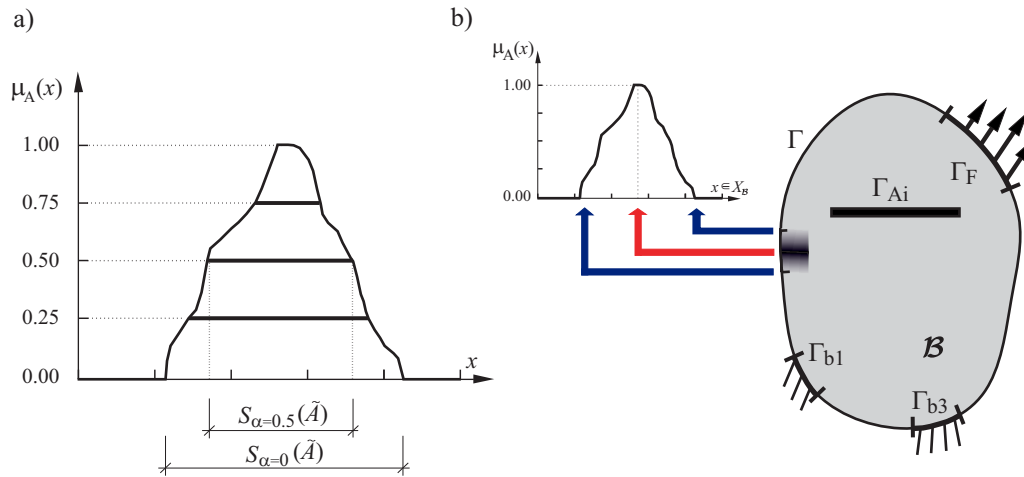 a)
μA(x)
1.00
0.75
0.50
0.25
0.00
x
Sα=0.5(Ã)
Sα=0(Ã)
b)
μA(x)
1.00
0.00
x ∈ X𝓑
Γ
ΓF
ΓAi
𝓑
Γb1
Γb3